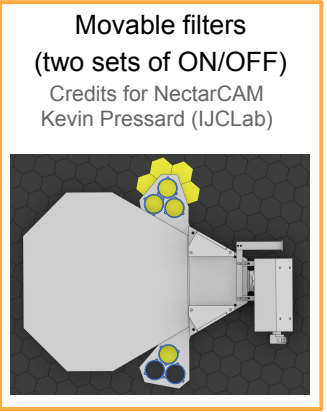 Movable filters
(two sets of ON/OFF)
Credits for NectarCAM
Kevin Pressard (IJCLab)